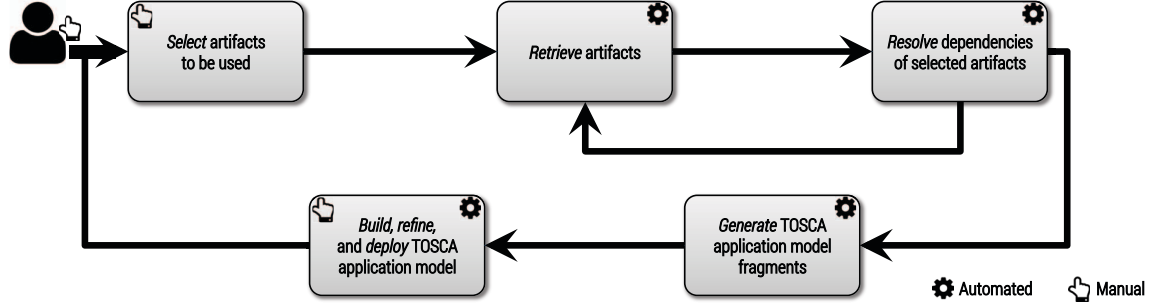 Select artifacts
to be used
Retrieve artifacts
Resolve dependencies
of selected artifacts
Build, refine,
and deploy TOSCA
application model
Generate TOSCA
application model
fragments
Automated
Manual